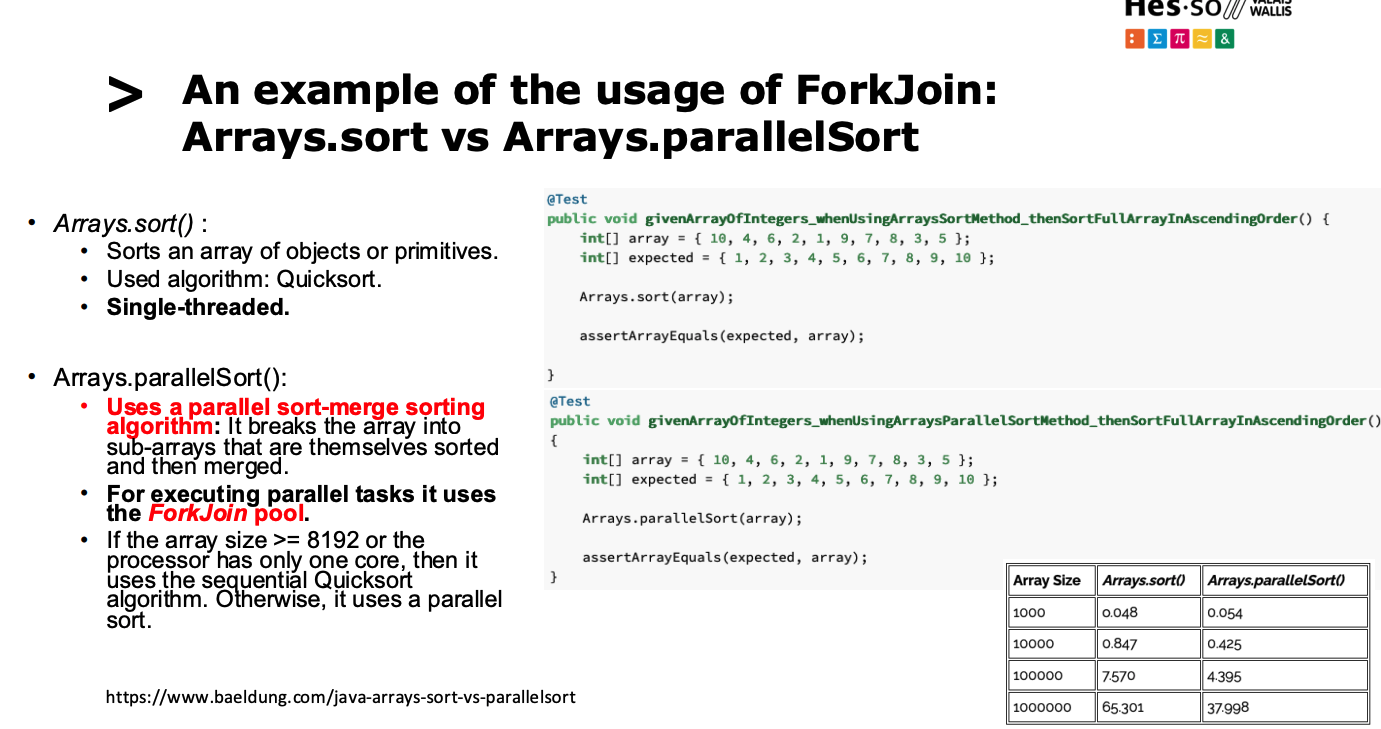 Hes·so VALAIS
WALLIS
: Σ π ≈ &
> An example of the usage of ForkJoin:
Arrays.sort vs Arrays.parallelSort
• Arrays.sort() :
• Sorts an array of objects or primitives.
• Used algorithm: Quicksort.
• Single-threaded.
• Arrays.parallelSort():
• Uses a parallel sort-merge sorting
algorithm: It breaks the array into
sub-arrays that are themselves sorted
and then merged.
• For executing parallel tasks it uses
the ForkJoin pool.
• If the array size >= 8192 or the
processor has only one core, then it
uses the sequential Quicksort
algorithm. Otherwise, it uses a parallel
sort.
https://www.baeldung.com/java-arrays-sort-vs-parallelsort
@Test
public void givenArrayOfIntegers_whenUsingArraysSortMethod_thenSortFullArrayInAscendingOrder() {
int[] array = { 10, 4, 6, 2, 1, 9, 7, 8, 3, 5 };
int[] expected = { 1, 2, 3, 4, 5, 6, 7, 8, 9, 10 };
Arrays.sort(array);
assertArrayEquals(expected, array);
}
@Test
public void givenArrayOfIntegers_whenUsingArraysParallelSortMethod_thenSortFullArrayInAscendingOrder()
{
int[] array = { 10, 4, 6, 2, 1, 9, 7, 8, 3, 5 };
int[] expected = { 1, 2, 3, 4, 5, 6, 7, 8, 9, 10 };
Arrays.parallelSort(array);
assertArrayEquals(expected, array);
}
Array Size Arrays.sort() Arrays.parallelSort()
1000 0.048 0.054
10000 0.847 0.425
100000 7.570 4.395
1000000 65.301 37.998